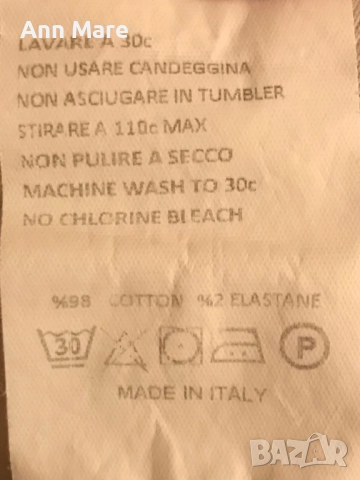 Ann Mare
LAVARE A 30c
NON USARE CANDEGGINA
NON ASCIUGARE IN TUMBLER
STIRARE A 110c MAX
NON PULIRE A SECCO
MACHINE WASH TO 30c
NO CHLORINE BLEACH
%98 COTTON %2 ELASTANE
30 P
MADE IN ITALY
BAZAR